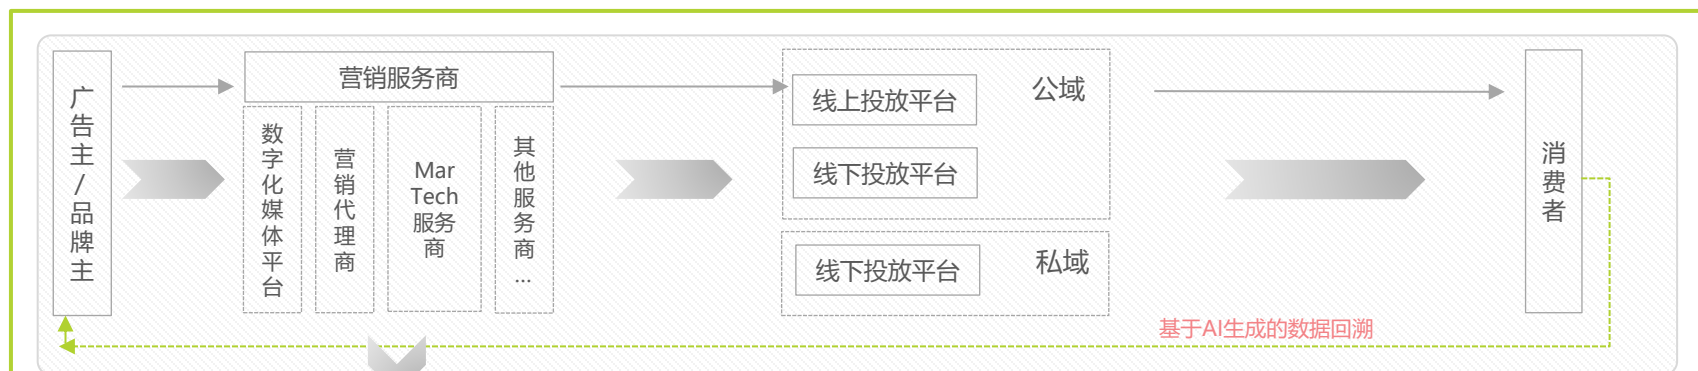 广告主/品牌主
营销服务商
数字化媒体平台
营销代理商
Mar
Tech
服务
商
其他服务商...
线上投放平台
公域
线下投放平台
线下投放平台
私域
消费者
基于AI生成的数据回溯